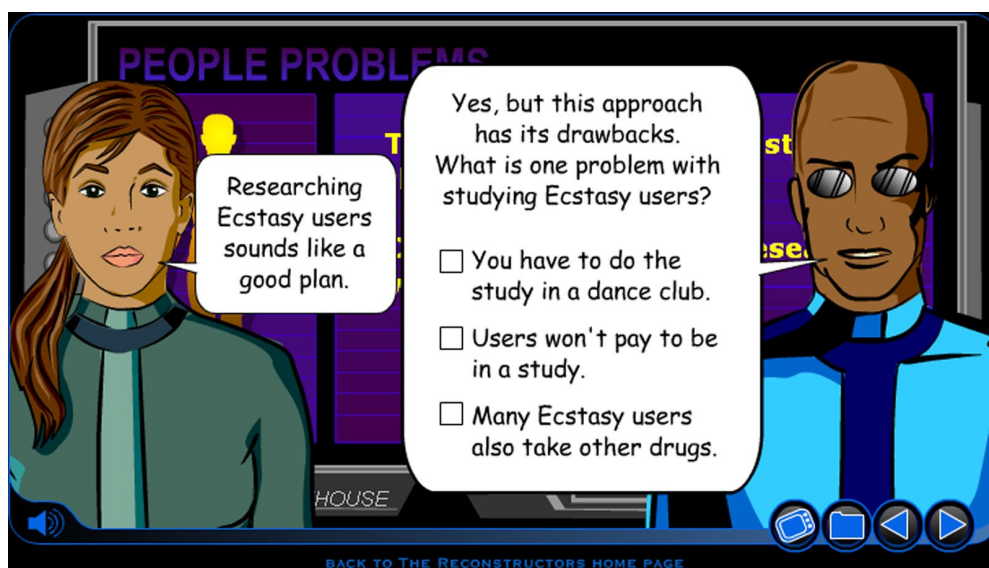 PEOPLE PROBLEMS
Researching
Ecstasy users
sounds like a
good plan.
Yes, but this approach
has its drawbacks.
What is one problem with
studying Ecstasy users?
You have to do the
study in a dance club.
Users won't pay to be
in a study.
Many Ecstasy users
also take other drugs.
BACK TO THE RECONSTRUCTORS HOME PAGE